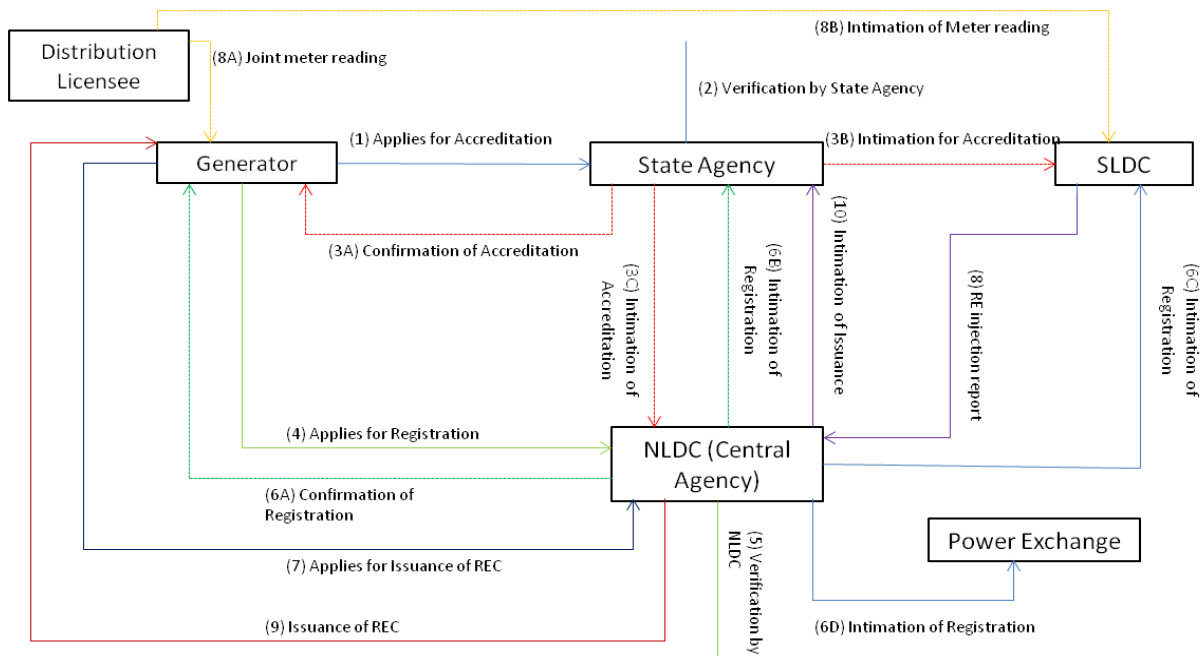 (8B) Intimation of Meter reading
Distribution
Licensee
(8A) Joint meter reading
(2) Verification by State Agency
(1) Applies for Accreditation
(3B) Intimation for Accreditation
Generator
State Agency
SLDC
(3A) Confirmation of Accreditation
(3C) Intimation of
Accreditation
(6B) Intimation of
Registration
(10) Intimation of Issuance
(8) RE injection report
(6C) Intimation of
Registration
(4) Applies for Registration
NLDC (Central
Agency)
(6A) Confirmation of
Registration
(5) Verification by
NLDC
Power Exchange
(7) Applies for Issuance of REC
(9) Issuance of REC
(6D) Intimation of Registration